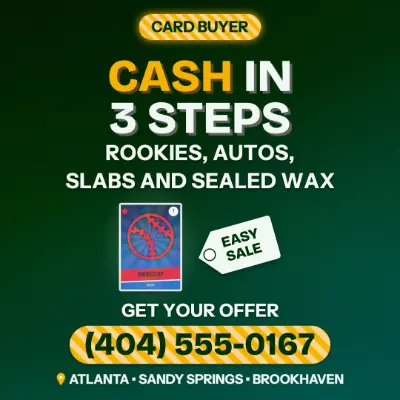 CARD BUYER
CASH IN
3 STEPS
ROOKIES, AUTOS,
SLABS AND SEALED WAX
EASY
SALE
GET YOUR OFFER
(404) 555-0167
ATLANTA • SANDY SPRINGS • BROOKHAVEN